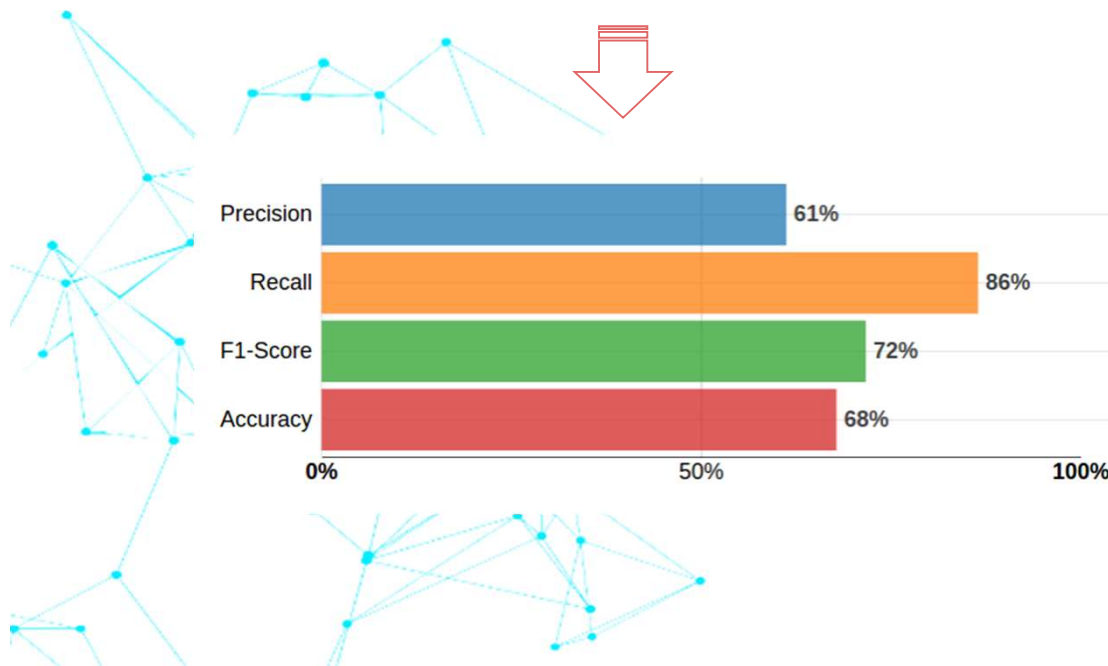 Precision 61%
Recall 86%
F1-Score 72%
Accuracy 68%
0% 50% 100%